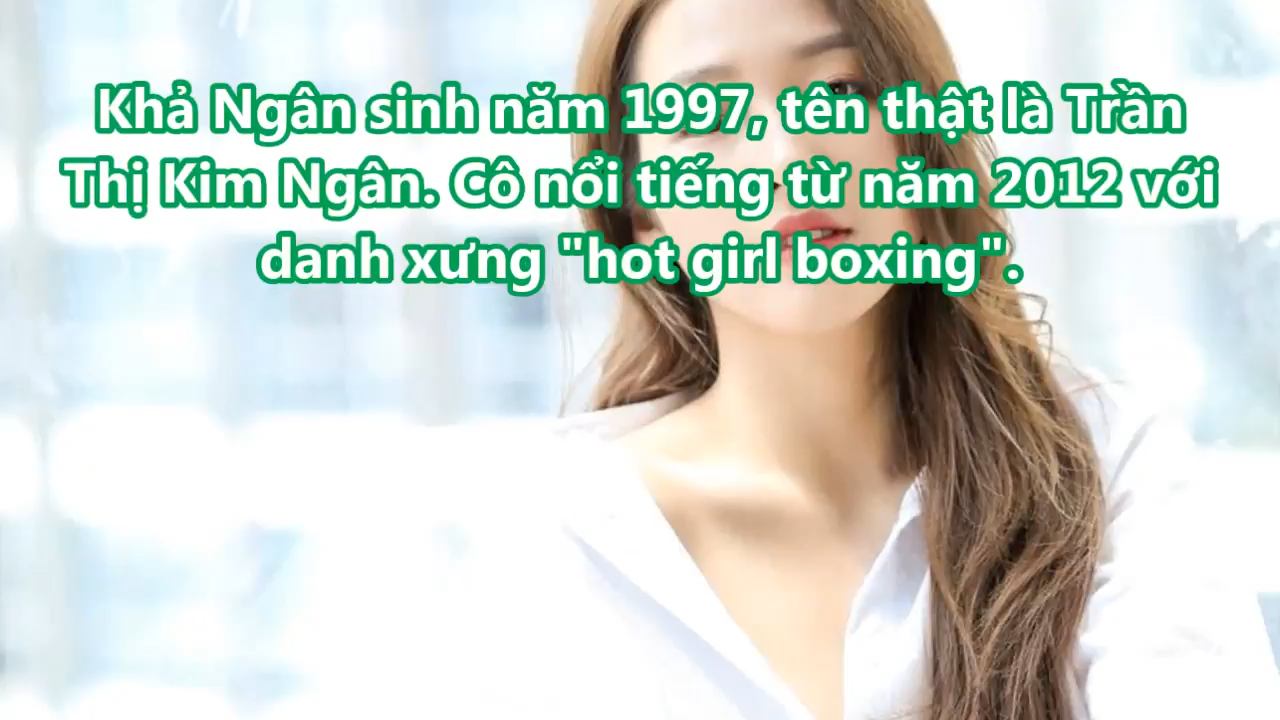 Khả Ngân sinh năm 1997, tên thật là Trần
Thị Kim Ngân. Cô nổi tiếng từ năm 2012 với
danh xưng "hot girl boxing".